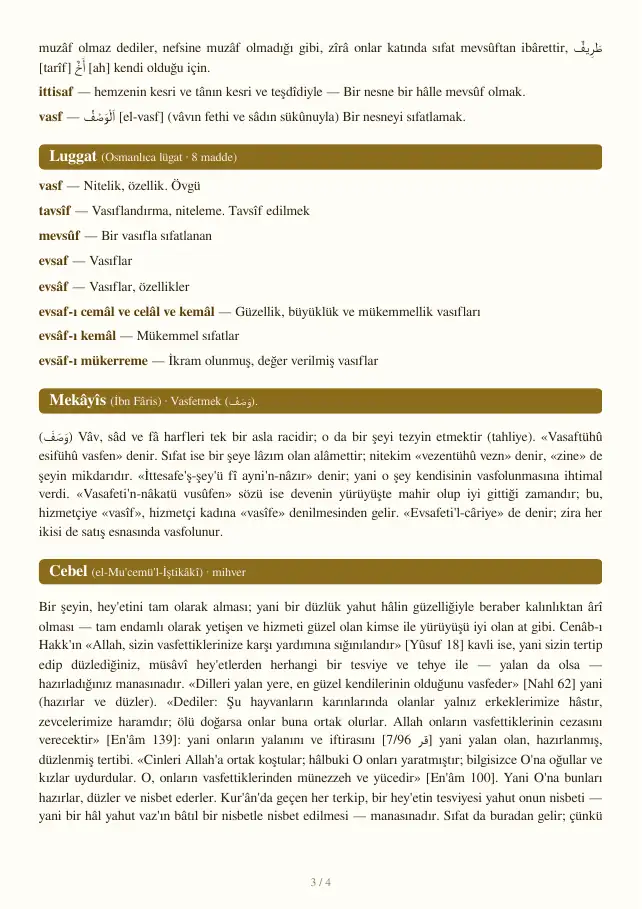 muzâf olmaz dediler, nefsine muzâf olmadığı gibi, zîrâ onlar katında sıfat mevsûftan ibârettir, ظَرِيفٌ
[tarîf] أَخٌ [ah] kendi olduğu için.
ittisaf — hemzenin kesri ve tânın kesri ve teşdîdiyle — Bir nesne bir hâlle mevsûf olmak.
vasf — اَلْوَصْفُ [el-vasf] (vâvın fethi ve sâdın sükûnuyla) Bir nesneyi sıfatlamak.
Luggat (Osmanlıca lügat · 8 madde)
vasf — Nitelik, özellik. Övgü
tavsîf — Vasıflandırma, niteleme. Tavsîf edilmek
mevsûf — Bir vasıfla sıfatlanan
evsaf — Vasıflar
evsâf — Vasıflar, özellikler
evsaf-ı cemâl ve celâl ve kemâl — Güzellik, büyüklük ve mükemmellik vasıfları
evsâf-ı kemâl — Mükemmel sıfatlar
evsâf-ı mükerreme — İkram olunmuş, değer verilmiş vasıflar
Mekâyîs (İbn Fâris) · Vasfetmek (وَصَفَ).
(وَصَفَ) Vâv, sâd ve fâ harfleri tek bir asla racidir; o da bir şeyi tezyin etmektir (tahliye). «Vasaftühû
esifühû vasfen» denir. Sıfat ise bir şeye lâzım olan alâmettir; nitekim «vezentühû vezn» denir, «zine» de
şeyin mikdarıdır. «İttesafe'ş-şey'ü fî ayni'n-nâzır» denir; yani o şey kendisinin vasfolunmasına ihtimal
verdi. «Vasafeti'n-nâkatü vusûfen» sözü ise devenin yürüyüşte mahir olup iyi gittiği zamandır; bu,
hizmetçiye «vasîf», hizmetçi kadına «vasîfe» denilmesinden gelir. «Evsafeti'l-câriye» de denir; zira her
ikisi de satış esnasında vasfolunur.
Cebel (el-Mu'cemü'l-İştikâkî) · mihver
Bir şeyin, hey'etini tam olarak alması; yani bir düzlük yahut hâlin güzelliğiyle beraber kalınlıktan ârî
olması — tam endamlı olarak yetişen ve hizmeti güzel olan kimse ile yürüyüşü iyi olan at gibi. Cenâb-ı
Hakk'ın «Allah, sizin vasfettiklerinize karşı yardımına sığınılandır» [Yûsuf 18] kavli ise, yani sizin tertip
edip düzlediğiniz, müsâvî hey'etlerden herhangi bir tesviye ve tehye ile — yalan da olsa —
hazırladığınız manasınadır. «Dilleri yalan yere, en güzel kendilerinin olduğunu vasfeder» [Nahl 62] yani
(hazırlar ve düzler). «Dediler: Şu hayvanların karınlarında olanlar yalnız erkeklerimize hâstır,
zevcelerimize haramdır; ölü doğarsa onlar buna ortak olurlar. Allah onların vasfettiklerinin cezasını
verecektir» [En'âm 139]: yani onların yalanını ve iftirasını [قر 7/96] yani yalan olan, hazırlanmış,
düzlenmiş tertibi. «Cinleri Allah'a ortak koştular; hâlbuki O onları yaratmıştır; bilgisizce O'na oğullar ve
kızlar uydurdular. O, onların vasfettiklerinden münezzeh ve yücedir» [En'âm 100]. Yani O'na bunları
hazırlar, düzler ve nisbet ederler. Kur'ân'da geçen her terkip, bir hey'etin tesviyesi yahut onun nisbeti —
yani bir hâl yahut vaz'ın bâtıl bir nisbetle nisbet edilmesi — manasınadır. Sıfat da buradan gelir; çünkü
3 / 4